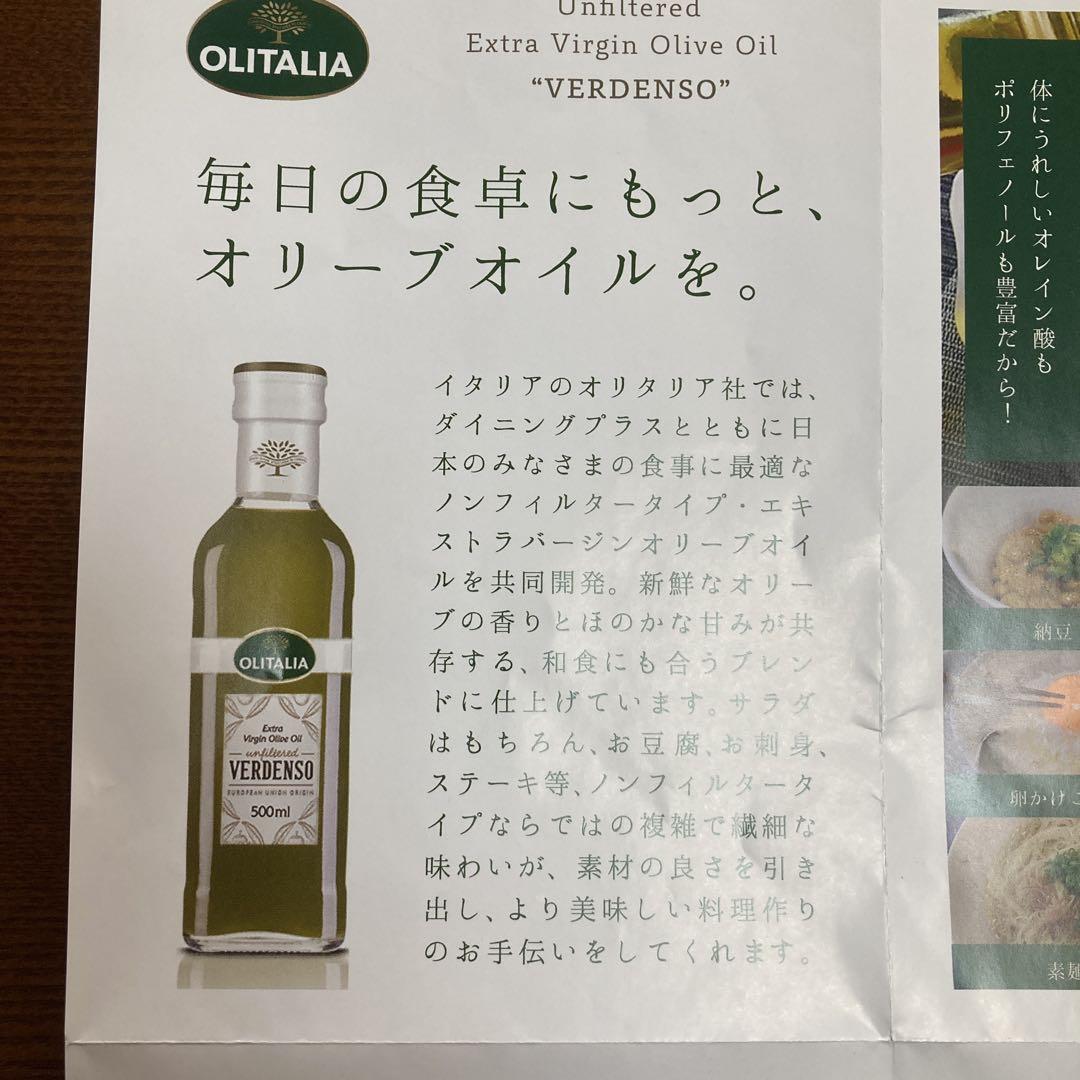 OLITALIA
Unfiltered
Extra Virgin Olive Oil
“VERDENSO”
毎日の食卓にもっと、
オリーブオイルを。
イタリアのオリタリア社では、
ダイニングプラスとともに日
本のみなさまの食事に最適な
ノンフィルタータイプ・エキ
ストラバージンオリーブオイ
ルを共同開発。新鮮なオリー
ブの香りとほのかな甘みが共
存する、和食にも合うブレン
ドに仕上げています。サラダ
はもちろん、お豆腐、お刺身、
ステーキ等、ノンフィルタータ
イプならではの複雑で繊細な
味わいが、素材の良さを引き
出し、より美味しい料理作り
のお手伝いをしてくれます。
OLITALIA
Extra
Virgin Olive Oil
unfiltered
VERDENSO
EUROPEAN UNION ORIGIN
500ml
体にうれしいオレイン酸も
ポリフェノールも豊富だから！
納豆
卵かけご
素麺